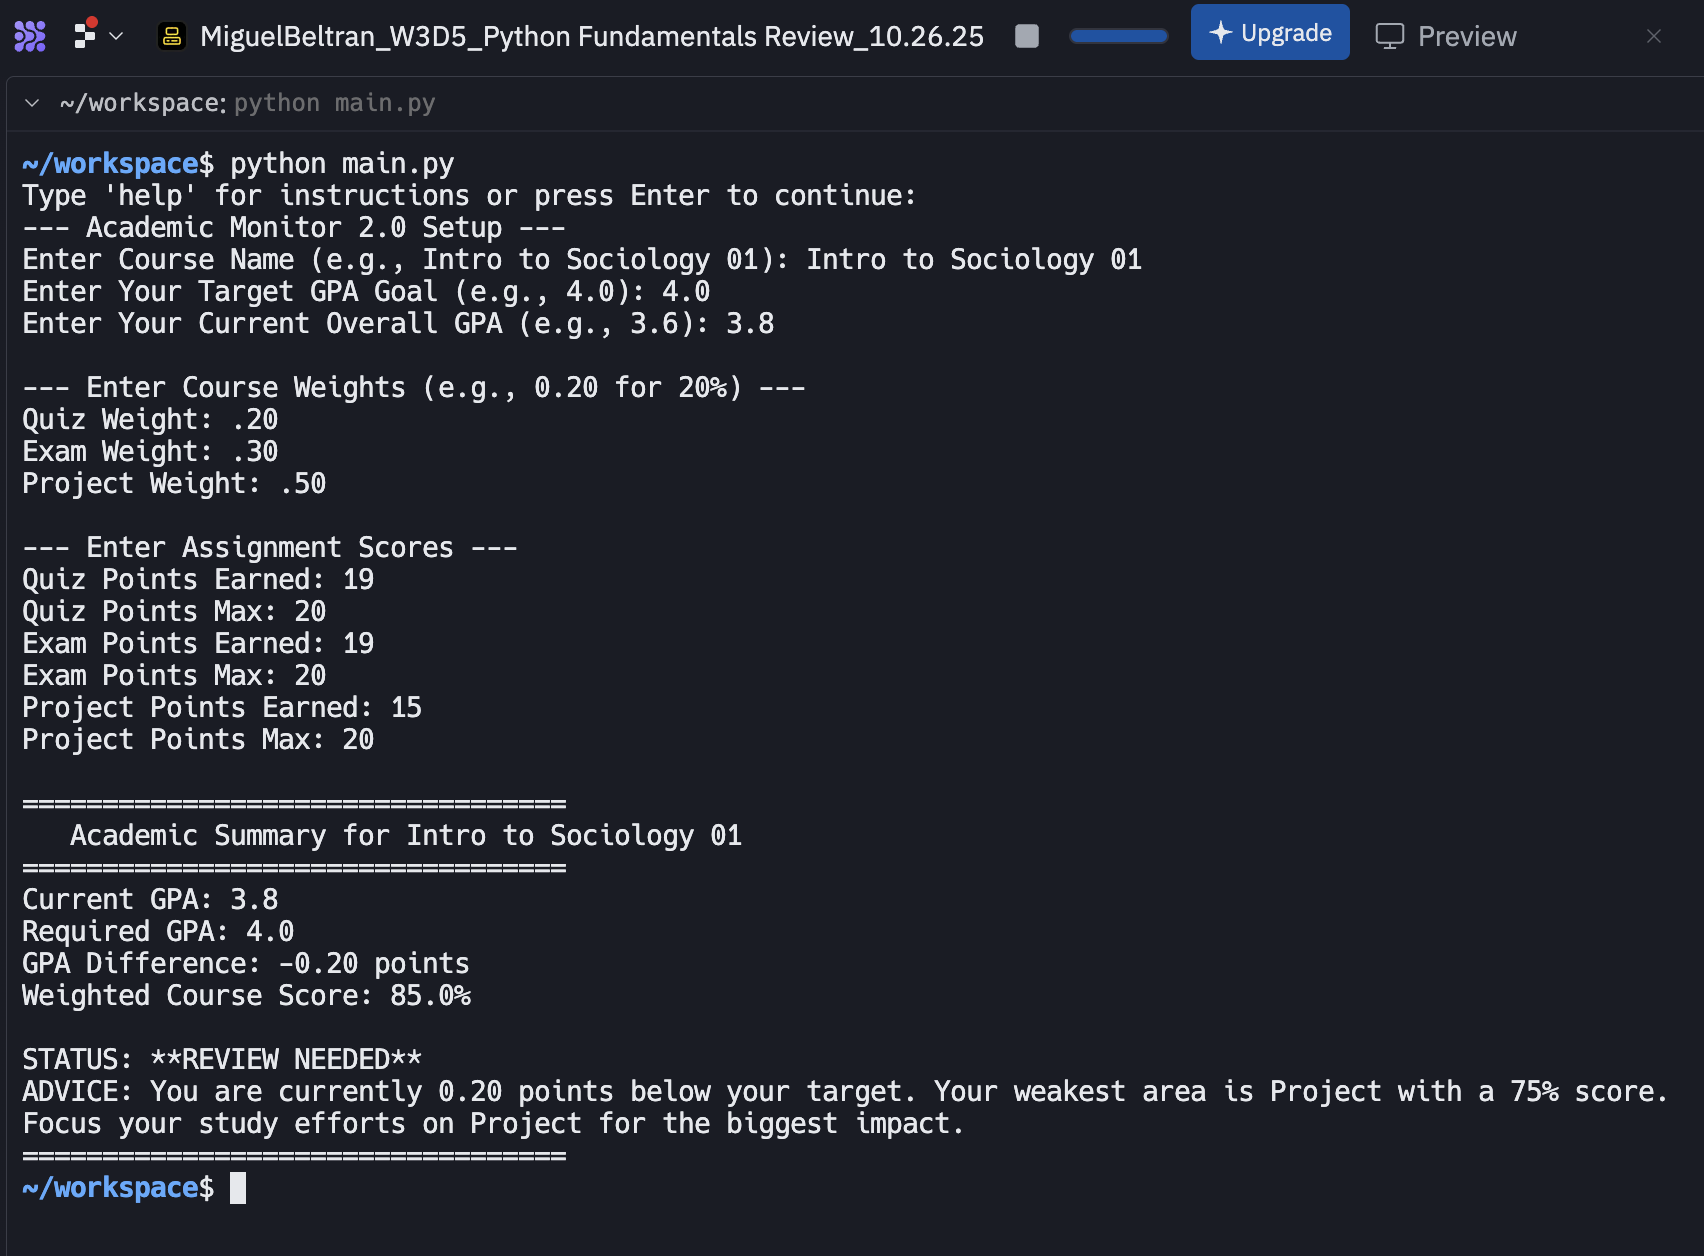 MiguelBeltran_W3D5_Python Fundamentals Review_10.26.25 Upgrade Preview
~/workspace: python main.py
~/workspace$ python main.py
Type 'help' for instructions or press Enter to continue:
--- Academic Monitor 2.0 Setup ---
Enter Course Name (e.g., Intro to Sociology 01): Intro to Sociology 01
Enter Your Target GPA Goal (e.g., 4.0): 4.0
Enter Your Current Overall GPA (e.g., 3.6): 3.8
--- Enter Course Weights (e.g., 0.20 for 20%) ---
Quiz Weight: .20
Exam Weight: .30
Project Weight: .50
--- Enter Assignment Scores ---
Quiz Points Earned: 19
Quiz Points Max: 20
Exam Points Earned: 19
Exam Points Max: 20
Project Points Earned: 15
Project Points Max: 20
==================================
Academic Summary for Intro to Sociology 01
==================================
Current GPA: 3.8
Required GPA: 4.0
GPA Difference: -0.20 points
Weighted Course Score: 85.0%
STATUS: **REVIEW NEEDED**
ADVICE: You are currently 0.20 points below your target. Your weakest area is Project with a 75% score.
Focus your study efforts on Project for the biggest impact.
==================================
~/workspace$